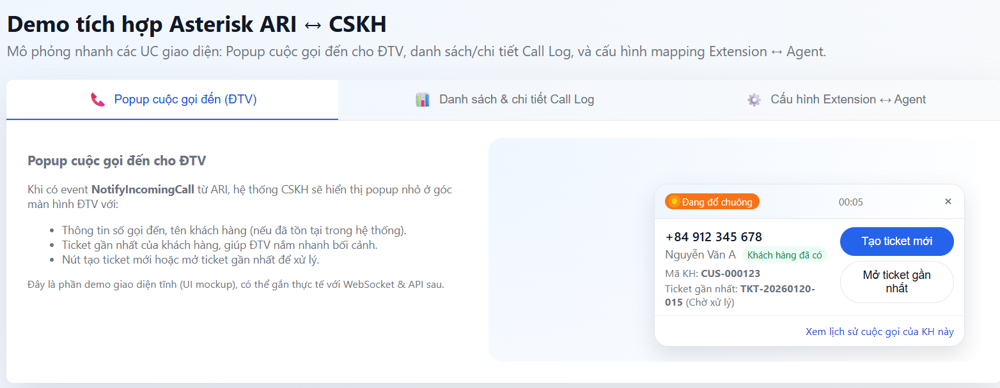 Demo tích hợp Asterisk ARI ↔ CSKH
Mô phỏng nhanh các UC giao diện: Popup cuộc gọi đến cho ĐTV, danh sách/chi tiết Call Log, và cấu hình mapping Extension ↔ Agent.
Popup cuộc gọi đến (ĐTV)
Danh sách & chi tiết Call Log
Cấu hình Extension ↔ Agent
Popup cuộc gọi đến cho ĐTV
Khi có event NotifyIncomingCall từ ARI, hệ thống CSKH sẽ hiển thị popup nhỏ ở góc
màn hình ĐTV với:
• Thông tin số gọi đến, tên khách hàng (nếu đã tồn tại trong hệ thống).
• Ticket gần nhất của khách hàng, giúp ĐTV nắm nhanh bối cảnh.
• Nút tạo ticket mới hoặc mở ticket gần nhất để xử lý.
Đây là phần demo giao diện tĩnh (UI mockup), có thể gắn thực tế với WebSocket & API sau.
Đang đổ chuông
00:05
×
+84 912 345 678
Nguyễn Văn A
Khách hàng đã có
Mã KH: CUS-000123
Ticket gần nhất: TKT-20260120-
015 (Chờ xử lý)
Tạo ticket mới
Mở ticket gần
nhất
Xem lịch sử cuộc gọi của KH này